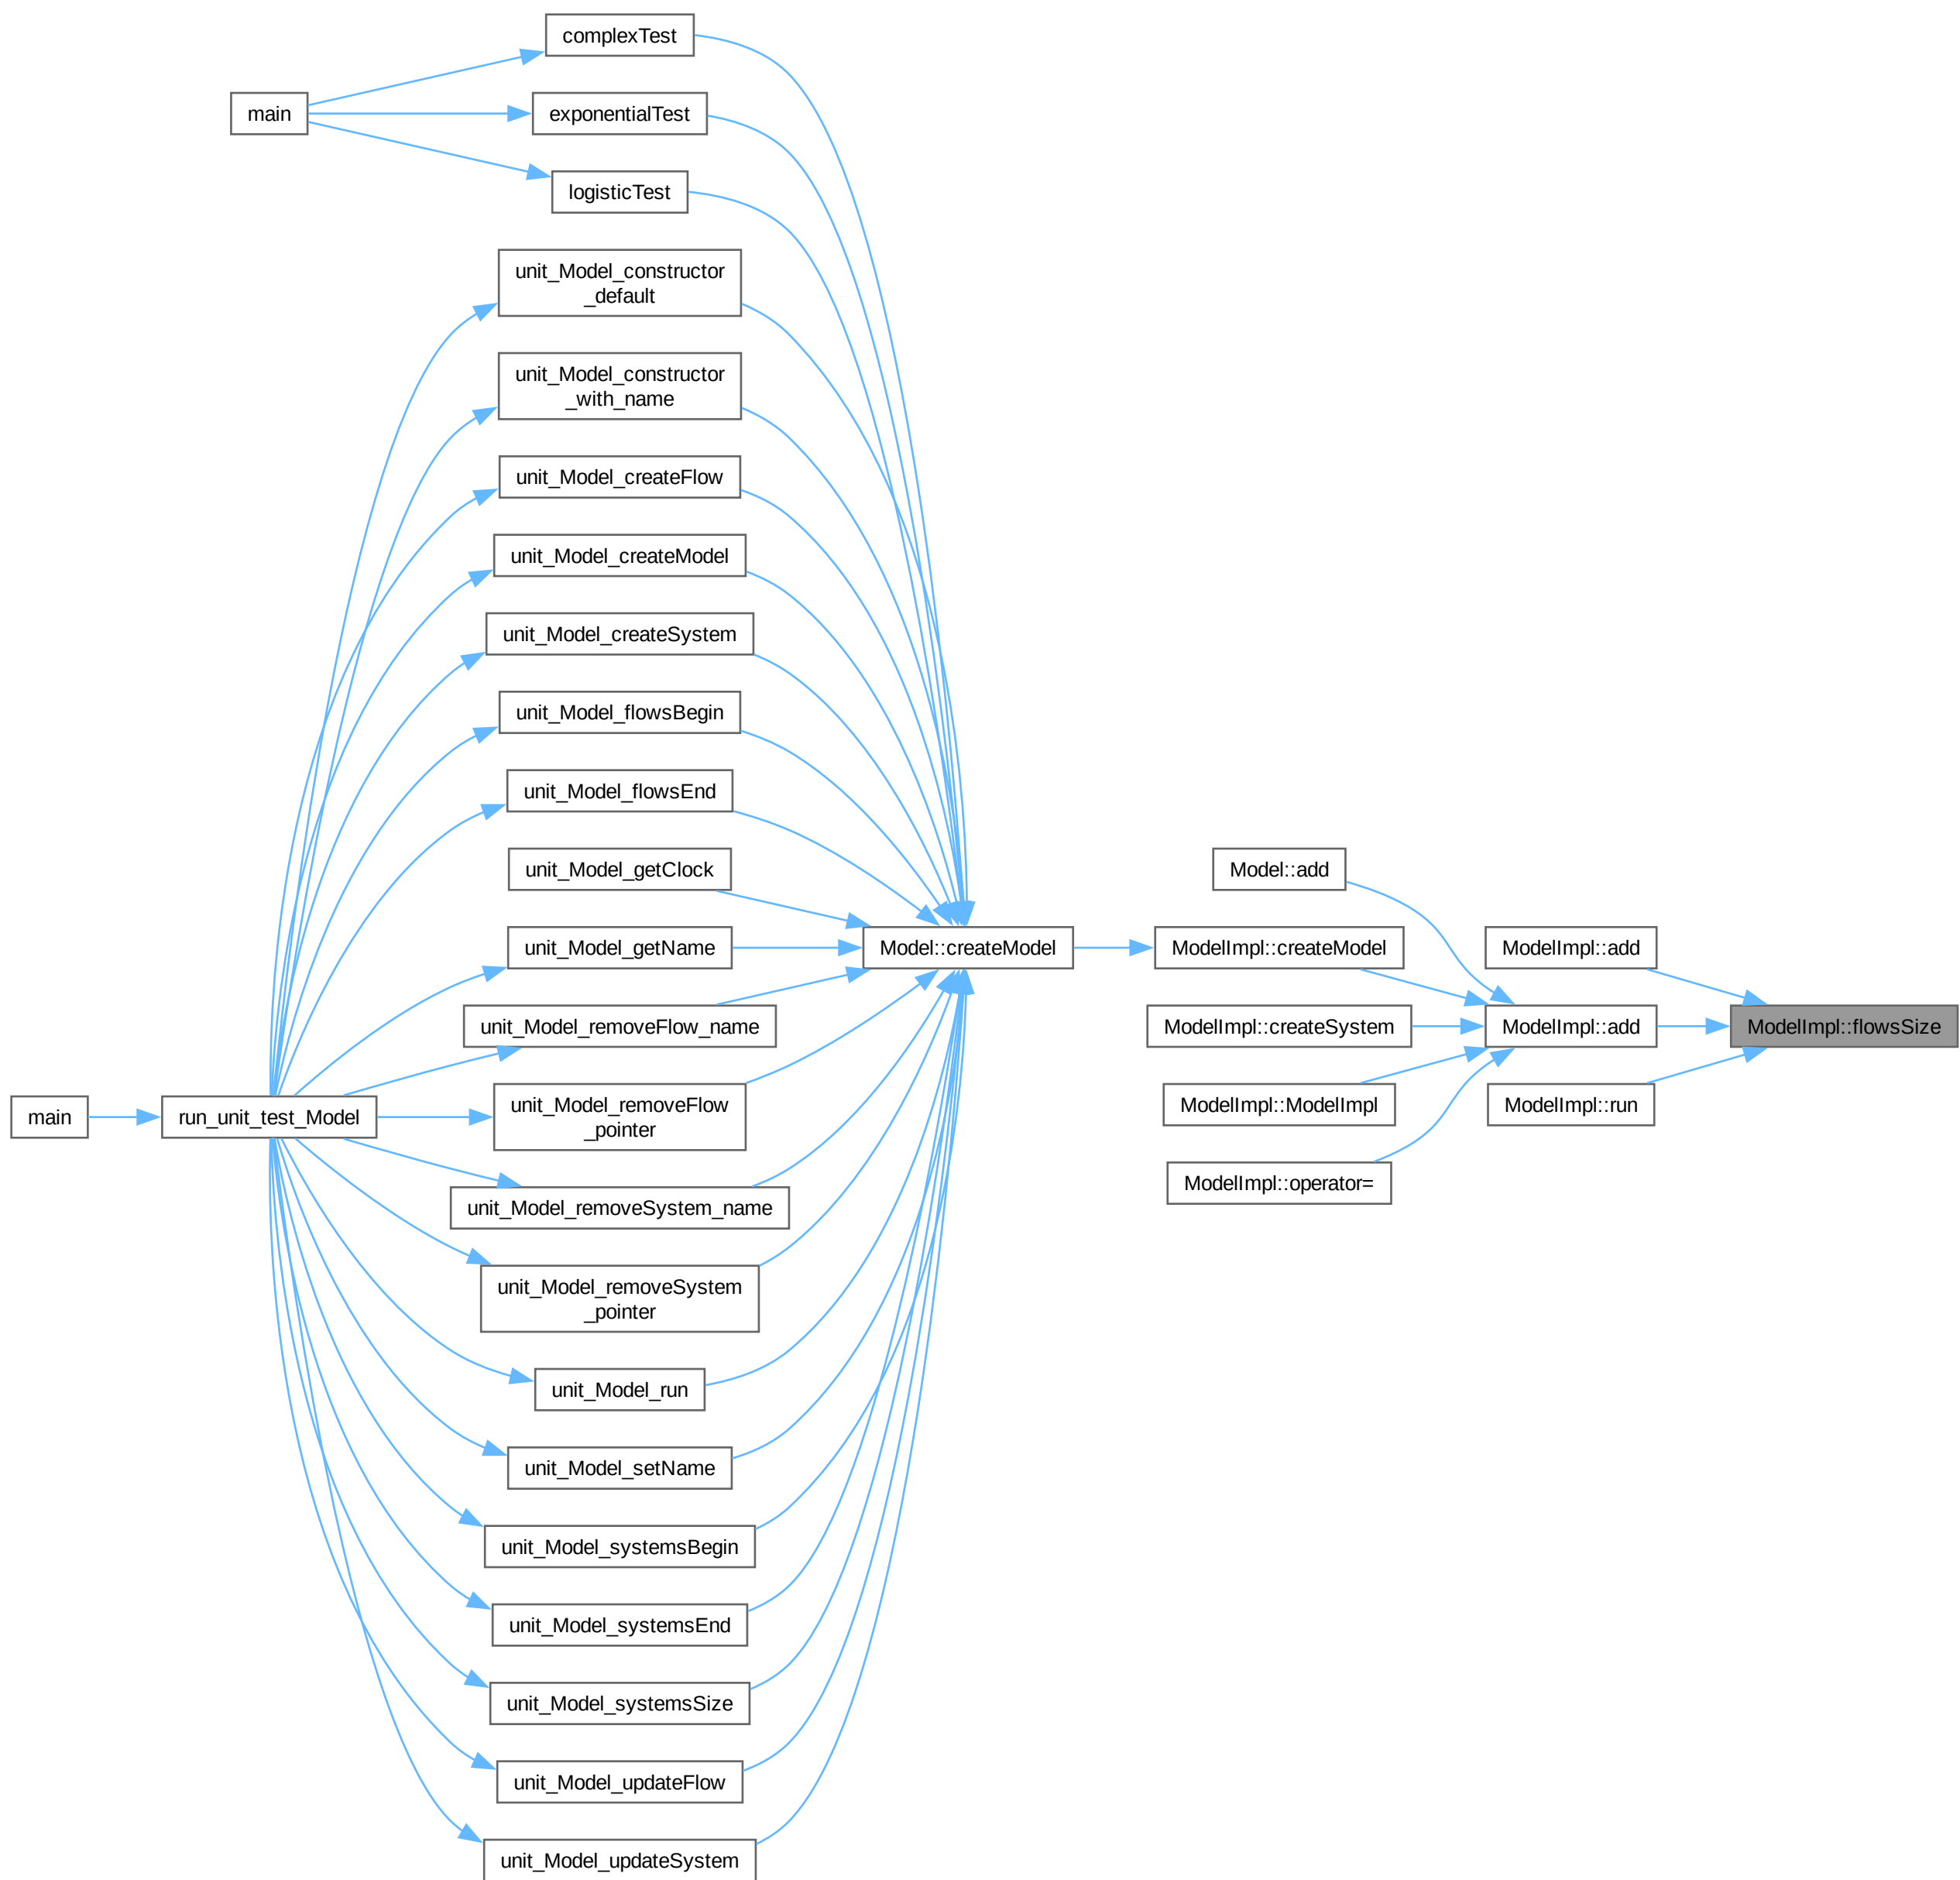 complexTest
main
exponentialTest
logisticTest
unit_Model_constructor
_default
unit_Model_constructor
_with_name
unit_Model_createFlow
unit_Model_createModel
unit_Model_createSystem
unit_Model_flowsBegin
unit_Model_flowsEnd
unit_Model_getClock
unit_Model_getName
unit_Model_removeFlow_name
main
run_unit_test_Model
unit_Model_removeFlow
_pointer
unit_Model_removeSystem_name
unit_Model_removeSystem
_pointer
unit_Model_run
unit_Model_setName
unit_Model_systemsBegin
unit_Model_systemsEnd
unit_Model_systemsSize
unit_Model_updateFlow
unit_Model_updateSystem
Model::createModel
Model::add
ModelImpl::createModel
ModelImpl::createSystem
ModelImpl::ModelImpl
ModelImpl::operator=
ModelImpl::add
ModelImpl::add
ModelImpl::run
ModelImpl::flowsSize